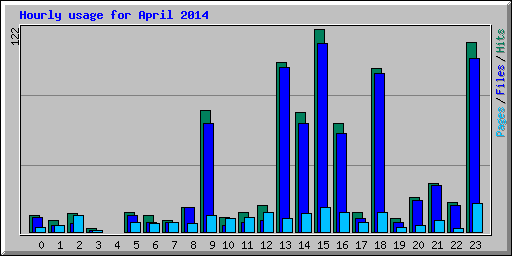 Hourly usage for April 2014
122
Pages/Files/Hits
0 1 2 3 4 5 6 7 8 9 10 11 12 13 14 15 16 17 18 19 20 21 22 23